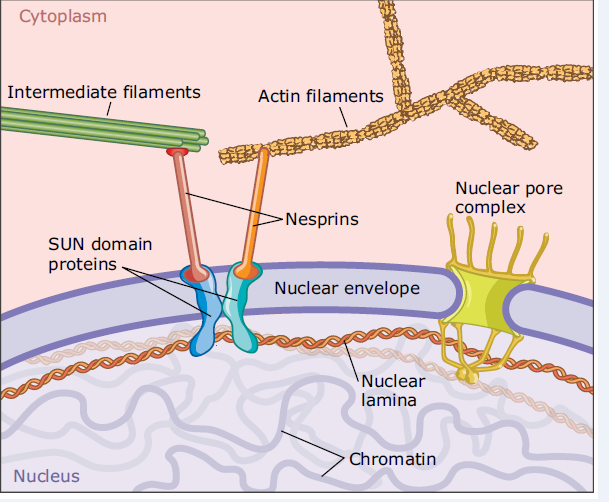 Cytoplasm
Intermediate filaments
Actin filaments
Nuclear pore
complex
Nesprins
SUN domain
proteins
Nuclear envelope
Nuclear
lamina
Chromatin
Nucleus